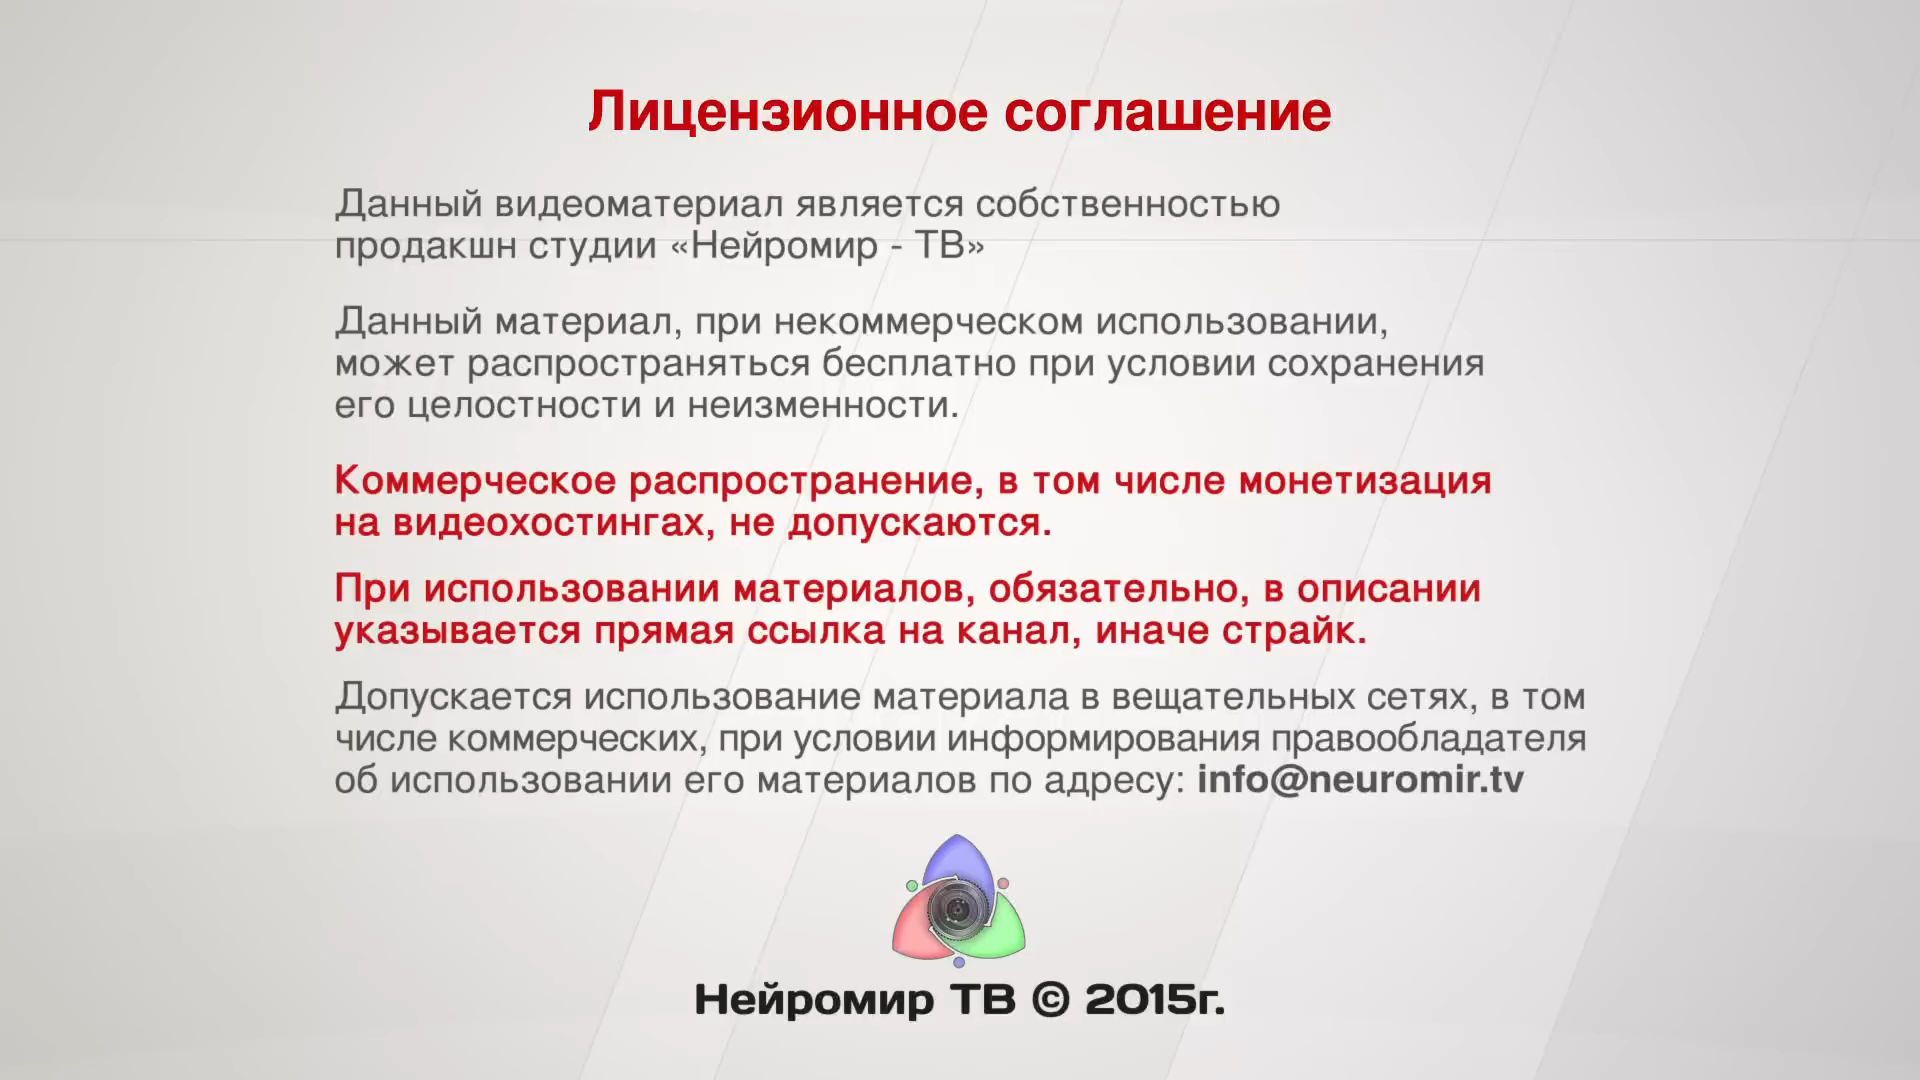 Лицензионное соглашение
Данный видеоматериал является собственностью
продакшн студии «Нейромир - ТВ»
Данный материал, при некоммерческом использовании,
может распространяться бесплатно при условии сохранения
его целостности и неизменности.
Коммерческое распространение, в том числе монетизация
на видеохостингах, не допускаются.
При использовании материалов, обязательно, в описании
указывается прямая ссылка на канал, иначе страйк.
Допускается использование материала в вещательных сетях, в том
числе коммерческих, при условии информирования правообладателя
об использовании его материалов по адресу: info@neuromir.tv
Нейромир ТВ © 2015г.